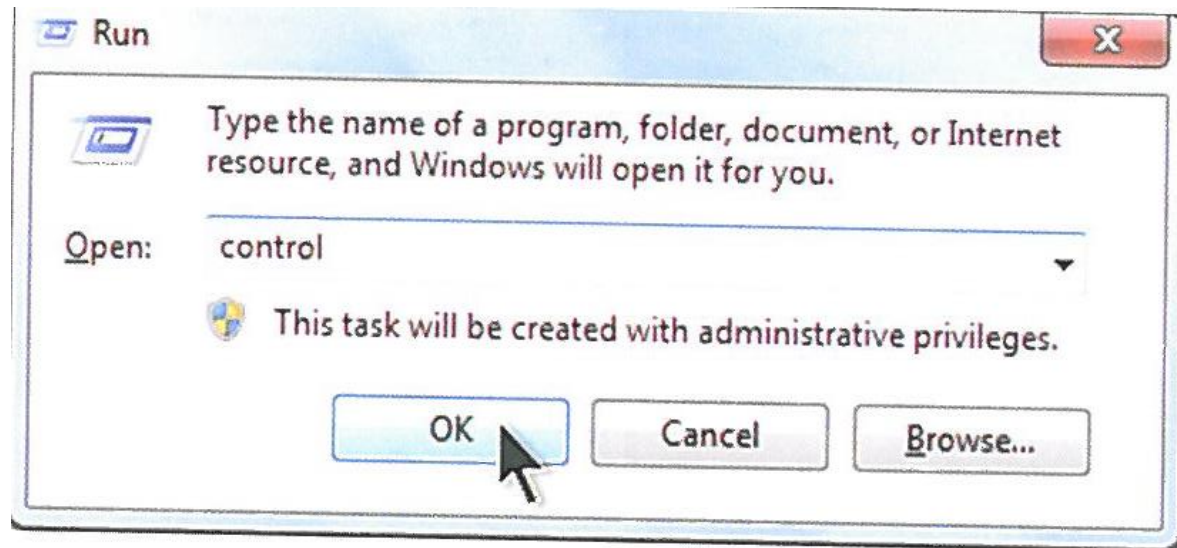 Run
Type the name of a program, folder, document, or Internet
resource, and Windows will open it for you.
Open:
control
This task will be created with administrative privileges.
OK
Cancel
Browse...